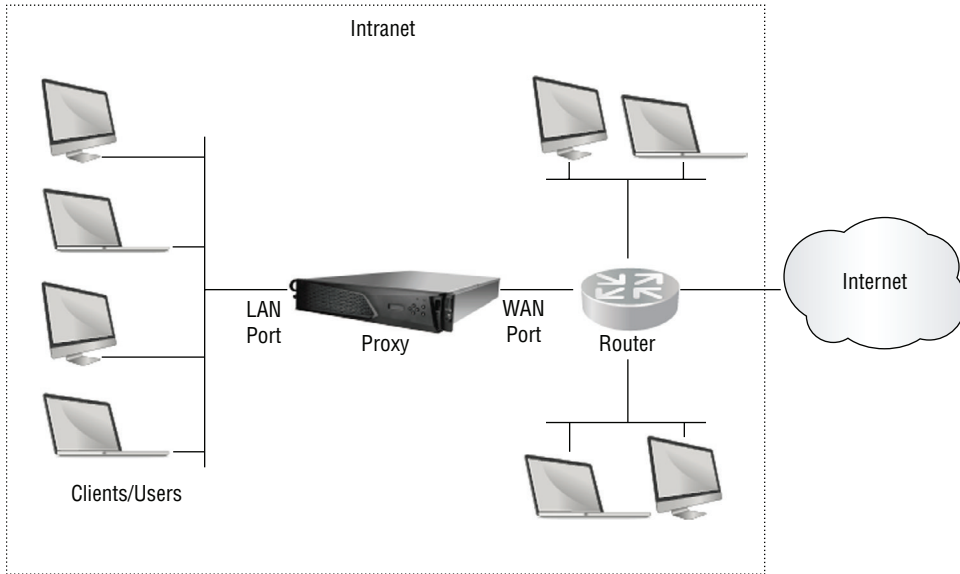 Intranet
LAN
Port
Proxy
WAN
Port
Router
Internet
Clients/Users